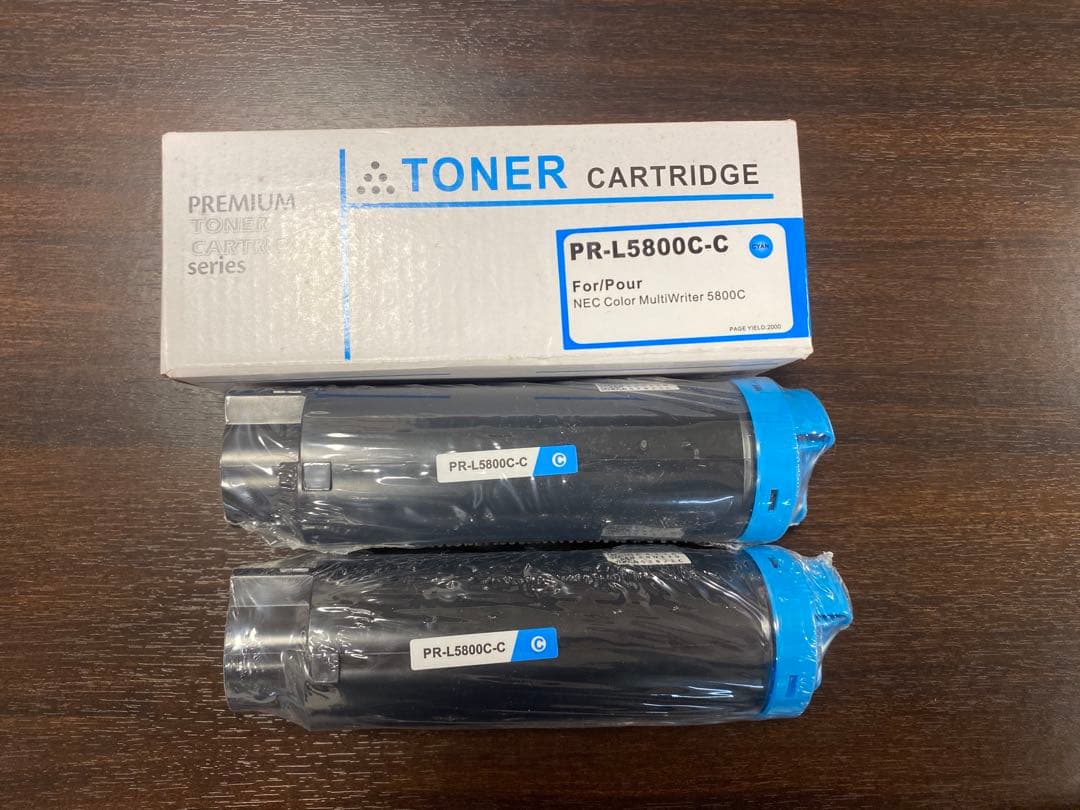 PREMIUM
TONER
CARTR
series
TONER CARTRIDGE
PR-L5800C-C
CYAN
For/Pour
NEC Color MultiWriter 5800C
PAGE YIELD:2000
PR-L5800C-C C
PR-L5800C-C C